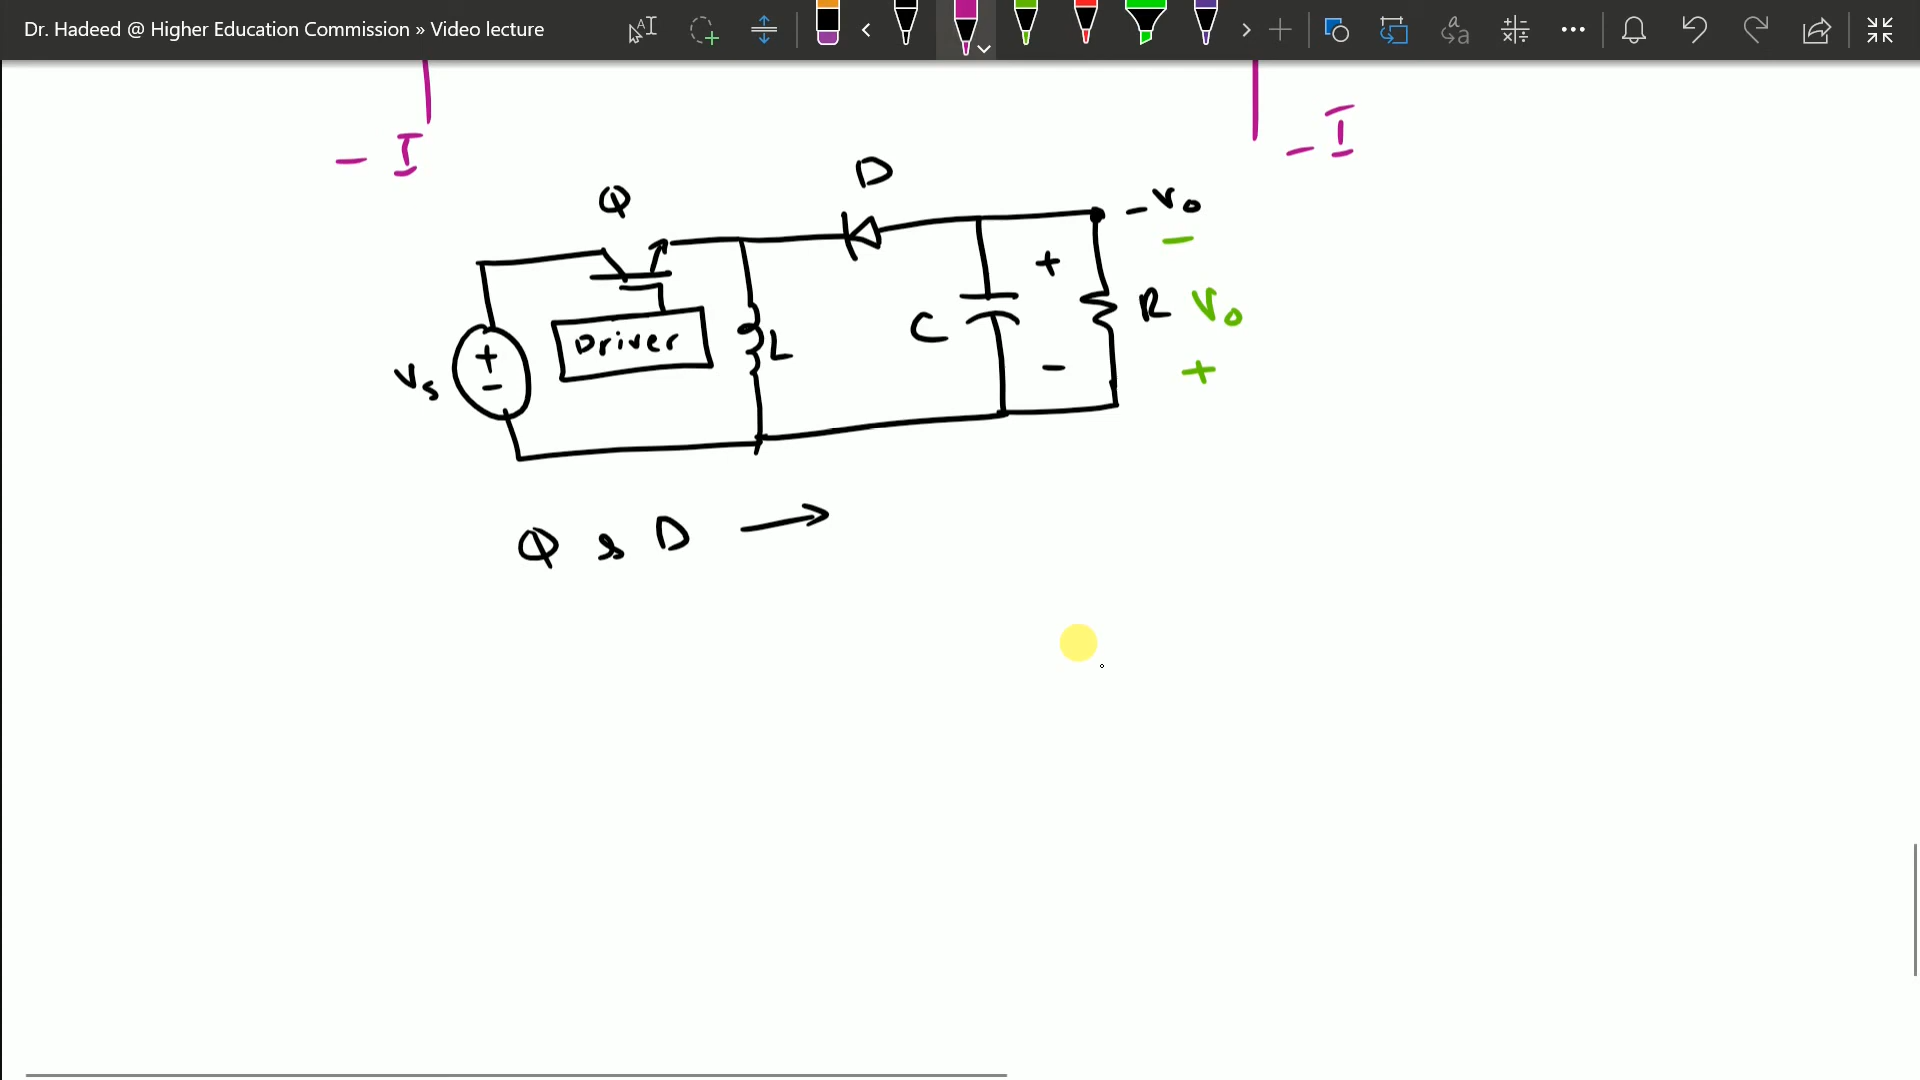 Dr. Hadeed @ Higher Education Commission » Video lecture
- I
- I
Q
D
-Vo
-
+
C
R
Vo
Driver
L
Vs
+
-
-
+
Q & D →